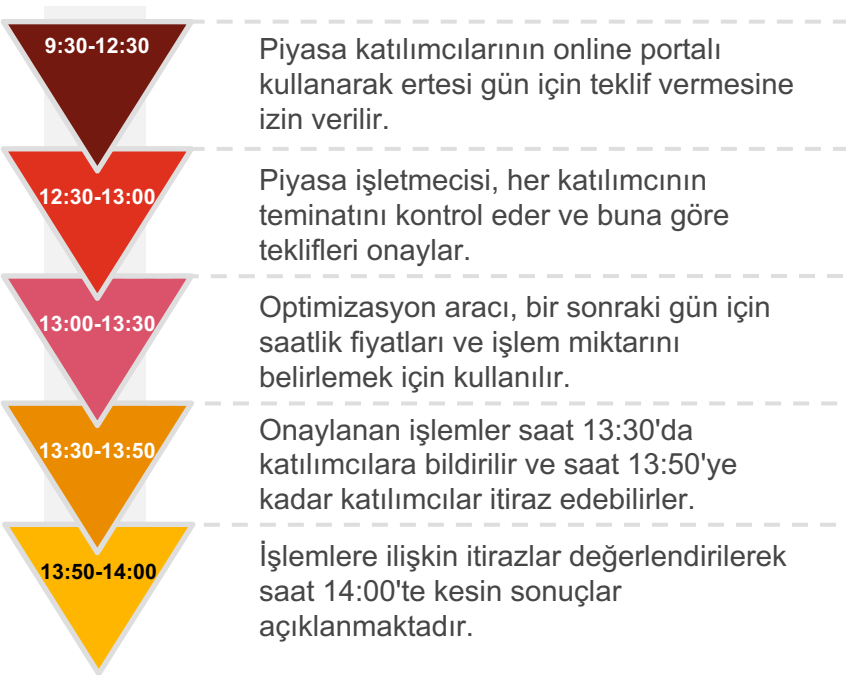 9:30-12:30
Piyasa katılımcılarının online portalı
kullanarak ertesi gün için teklif vermesine
izin verilir.
12:30-13:00
Piyasa işletmecisi, her katılımcının
teminatını kontrol eder ve buna göre
teklifleri onaylar.
13:00-13:30
Optimizasyon aracı, bir sonraki gün için
saatlik fiyatları ve işlem miktarını
belirlemek için kullanılır.
13:30-13:50
Onaylanan işlemler saat 13:30'da
katılımcılara bildirilir ve saat 13:50'ye
kadar katılımcılar itiraz edebilirler.
13:50-14:00
İşlemlere ilişkin itirazlar değerlendirilerek
saat 14:00'te kesin sonuçlar
açıklanmaktadır.